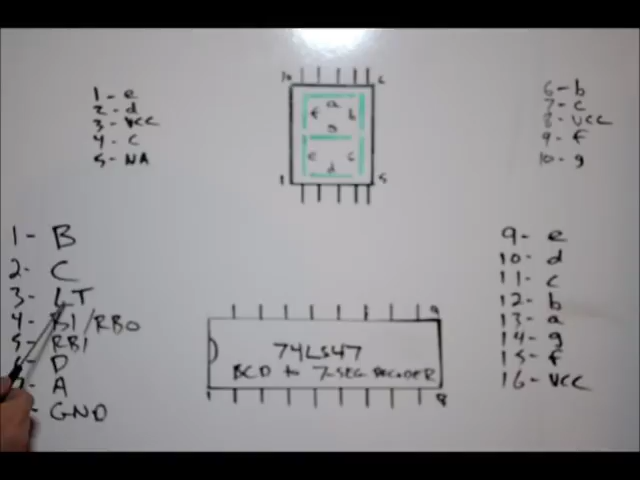 1 - e
2 - d
3 - VCC
4 - C
5 - NA
10
6
a
f
b
g
e
c
d
1
5
6 - b
7 - c
8 - VCC
9 - f
10 - g
1 - B
2 - C
3 - LT
4 - BI/RBO
5 - RBI
D
A
GND
9
74LS47
BCD to 7-SEG DECODER
1
8
9 - e
10 - d
11 - c
12 - b
13 - a
14 - g
15 - f
16 - VCC